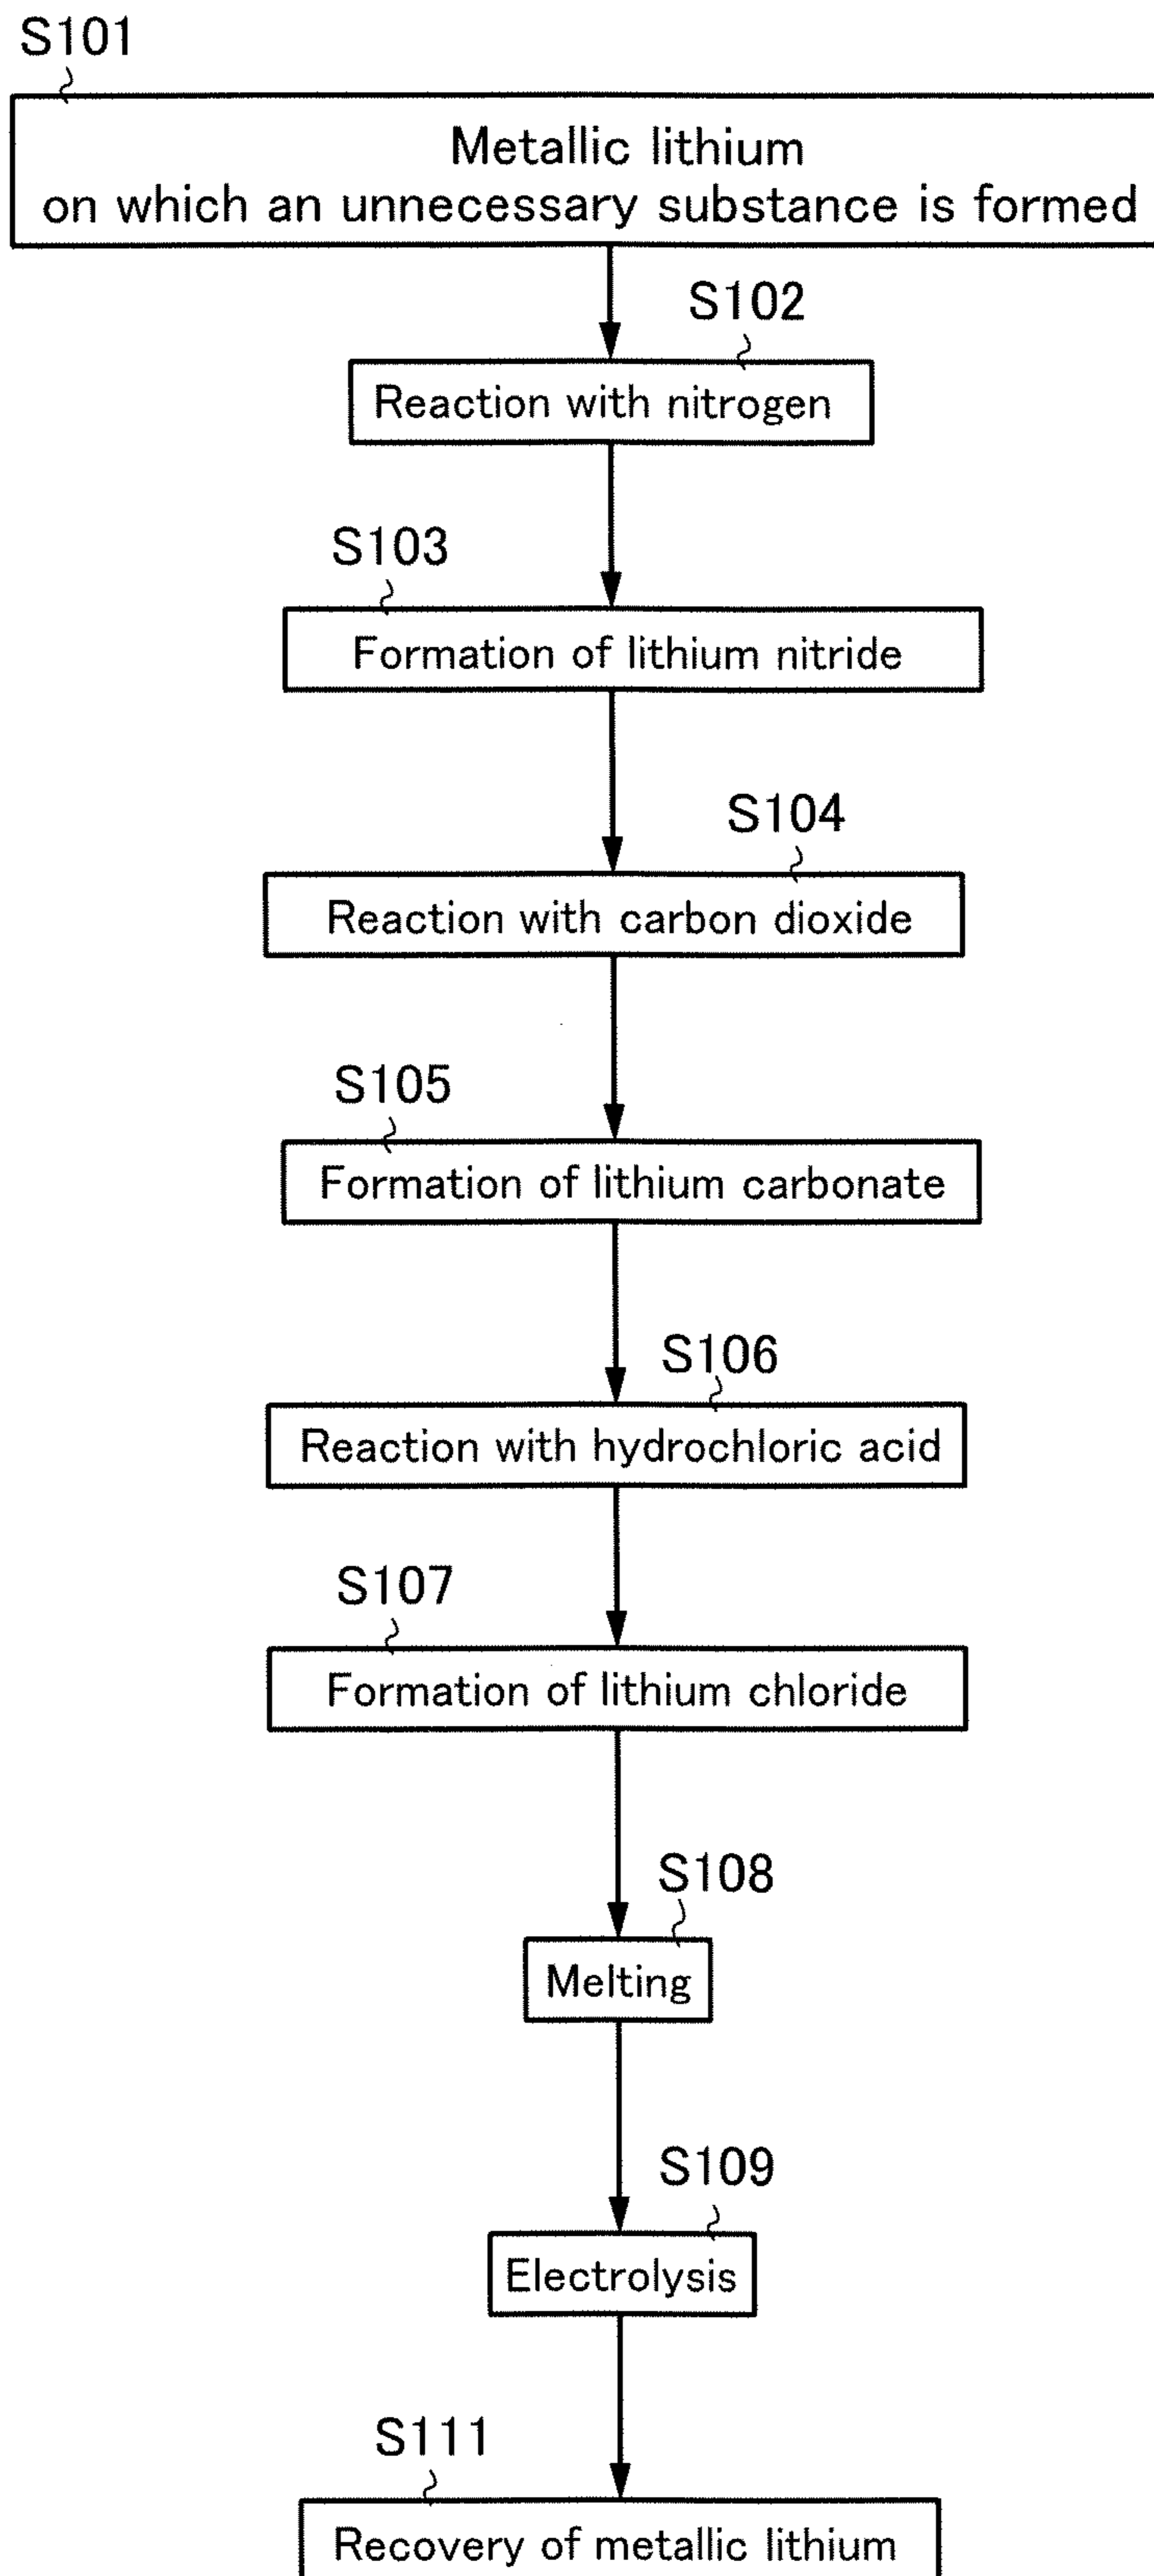 S101
Metallic lithium
on which an unnecessary substance is formed
S102
Reaction with nitrogen
S103
Formation of lithium nitride
S104
Reaction with carbon dioxide
S105
Formation of lithium carbonate
S106
Reaction with hydrochloric acid
S107
Formation of lithium chloride
S108
Melting
S109
Electrolysis
S111
Recovery of metallic lithium